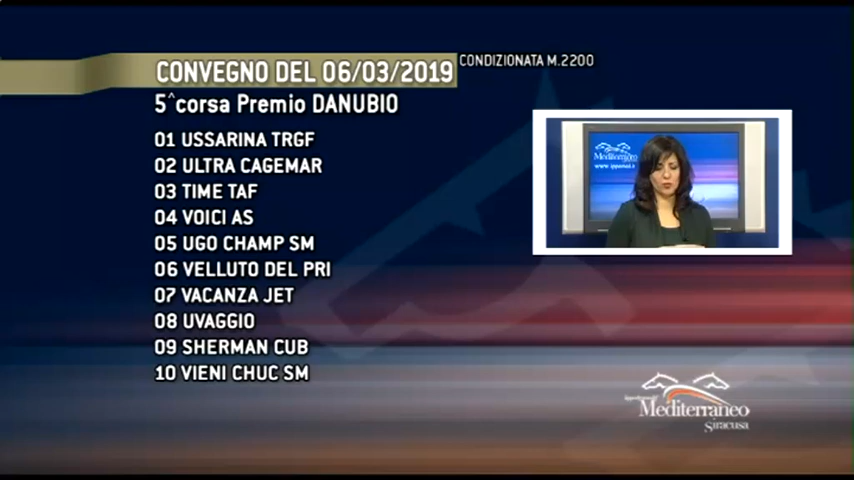 CONVEGNO DEL 06/03/2019
CONDIZIONATA M.2200
5^corsa Premio DANUBIO
01 USSARINA TRGF
02 ULTRA CAGEMAR
03 TIME TAF
04 VOICI AS
05 UGO CHAMP SM
06 VELLUTO DEL PRI
07 VACANZA JET
08 UVAGGIO
09 SHERMAN CUB
10 VIENI CHUC SM
Mediterraneo
Mediterraneo
Siracusa